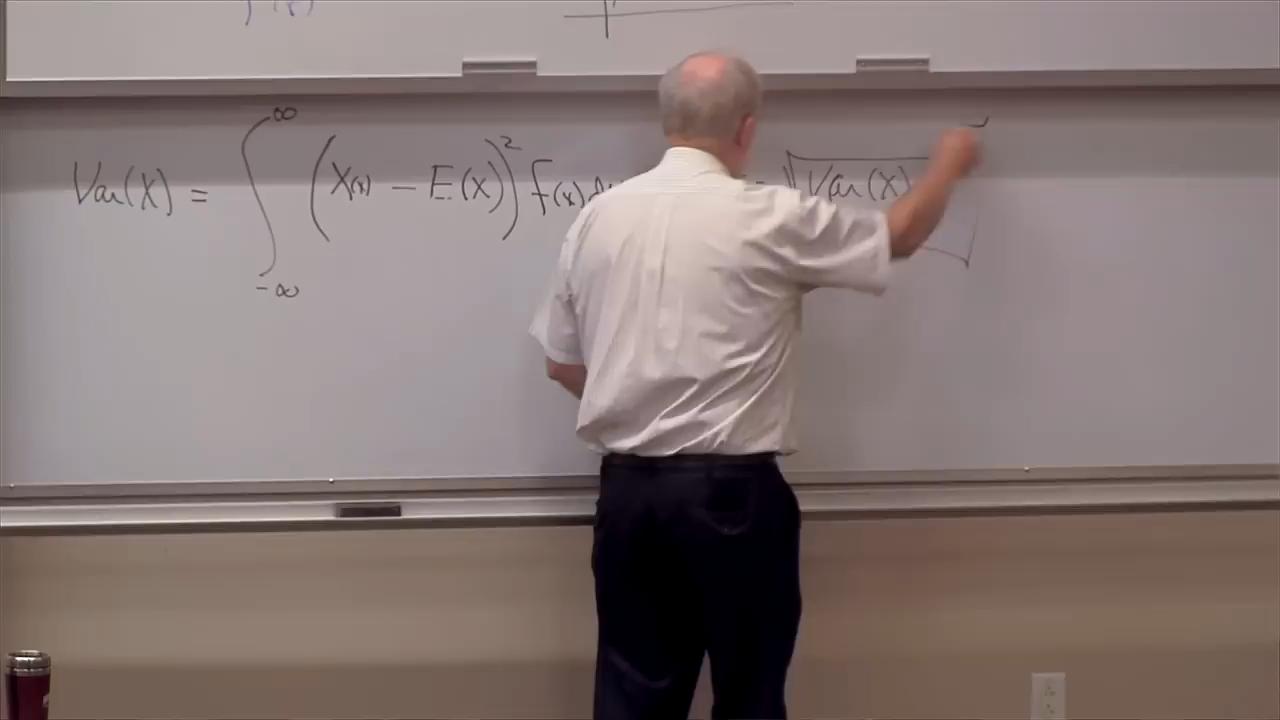 Var(X) = ∫_{-∞}^{∞} (X(x) − E(X))² f(x) d = √Var(X)